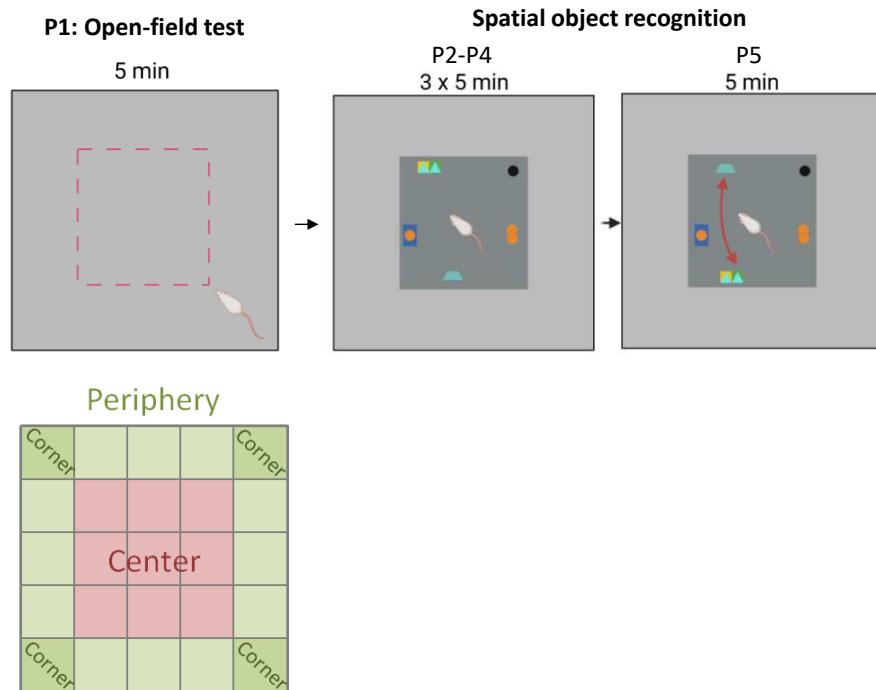 P1: Open-field test
5 min
Spatial object recognition
P2-P4
3 x 5 min
P5
5 min
Periphery
Corner
Corner
Center
Corner
Corner